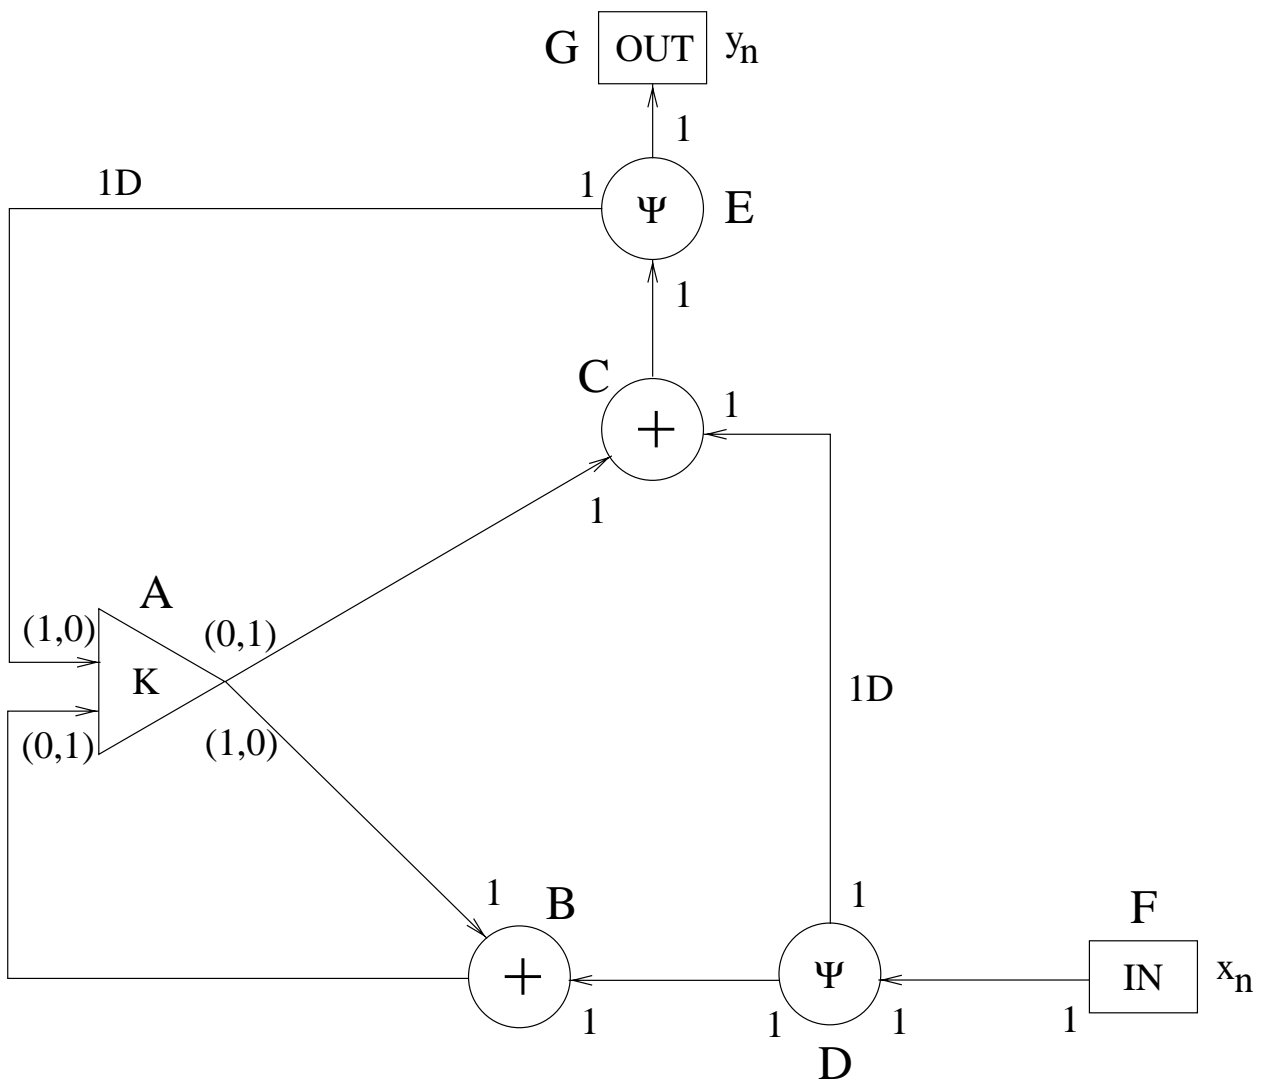 G OUT yn
1
1D 1 Ψ E
1
C
1
+
1
A
(1,0) (0,1)
K
1D
(0,1) (1,0)
1 B 1 F
+ Ψ IN xn
1 1 1 1
D